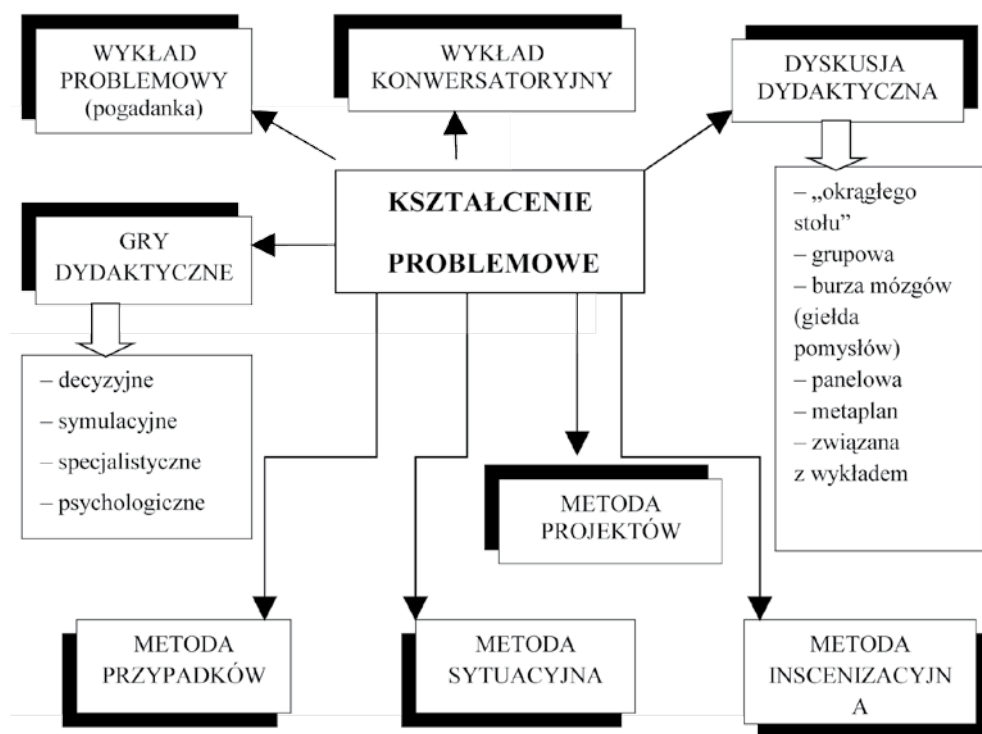 WYKŁAD
PROBLEMOWY
(pogadanka)
WYKŁAD
KONWERSATORYJNY
DYSKUSJA
DYDAKTYCZNA
KSZTAŁCENIE
PROBLEMOWE
GRY
DYDAKTYCZNE
– „okrągłego
stołu”
– grupowa
– burza mózgów
(giełda
pomysłów)
– panelowa
– metaplan
– związana
z wykładem
– decyzyjne
– symulacyjne
– specjalistyczne
– psychologiczne
METODA
PROJEKTÓW
METODA
PRZYPADKÓW
METODA
SYTUACYJNA
METODA
INSCENIZACYJN
A